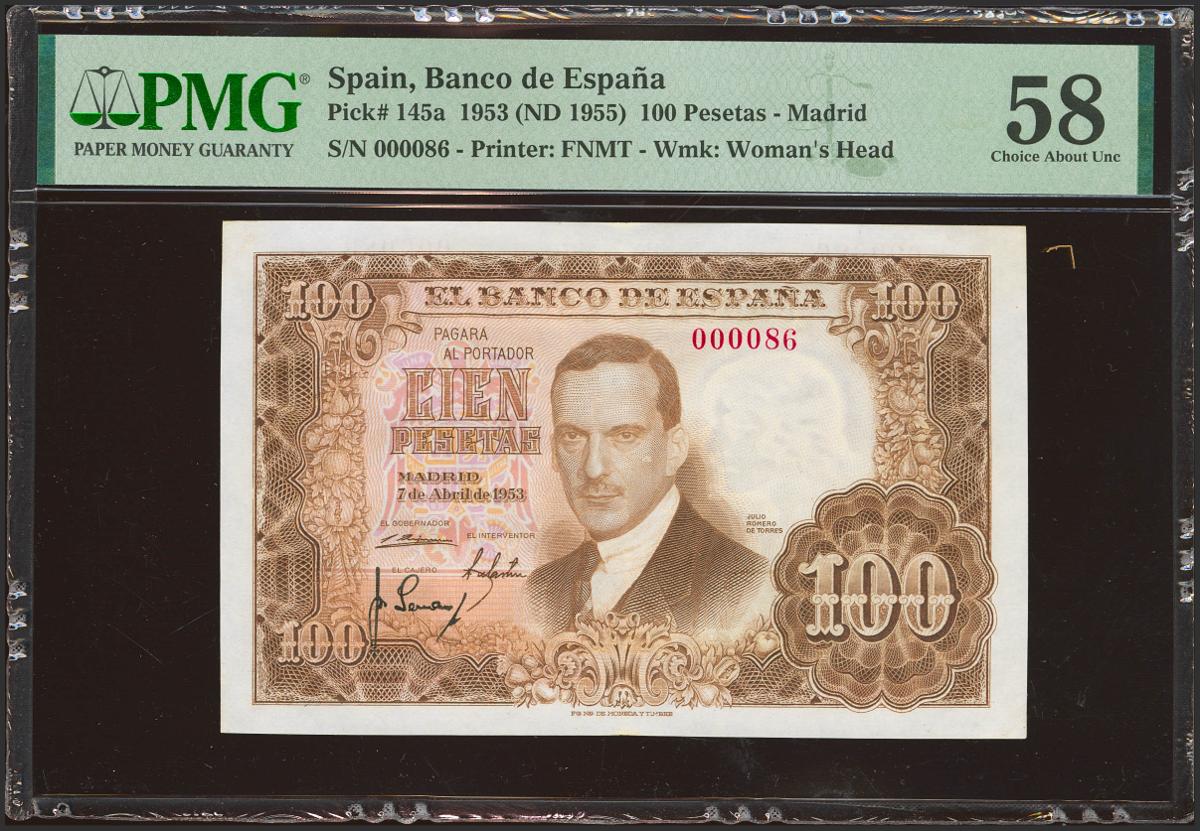 PMG®
PAPER MONEY GUARANTY
Spain, Banco de España
Pick# 145a 1953 (ND 1955) 100 Pesetas - Madrid
S/N 000086 - Printer: FNMT - Wmk: Woman's Head
58
Choice About Unc
100
EL BANCO DE ESPAÑA
100
000086
PAGARÁ
AL PORTADOR
CIEN
PESETAS
MADRID
7 de Abril de 1953
EL GOBERNADOR
EL INTERVENTOR
EL CAJERO
JULIO
ROMERO
DE TORRES
100
100